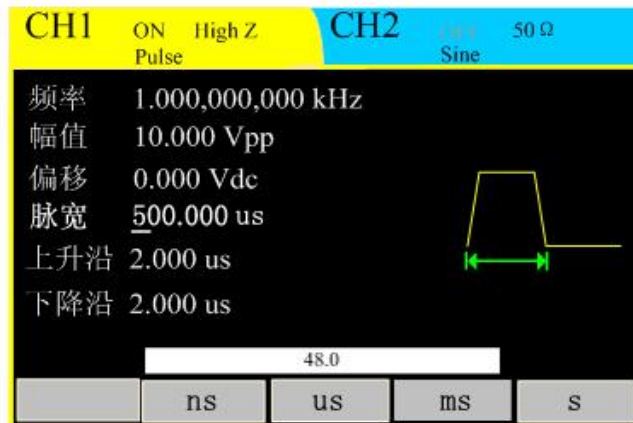 CH1 ON High Z Pulse
CH2 50 Ω Sine
频率 1.000,000,000 kHz
幅值 10.000 Vpp
偏移 0.000 Vdc
脉宽 500.000 us
上升沿 2.000 us
下降沿 2.000 us
48.0
ns us ms s